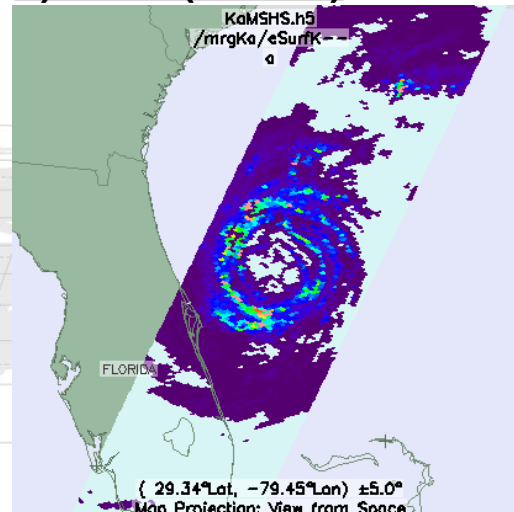 KaMSHS.h5
/mrgKa/eSurfK--
a
FLORIDA
( 29.34°Lat, -79.45°Lon) ±5.0°
Map Projection: View from Space